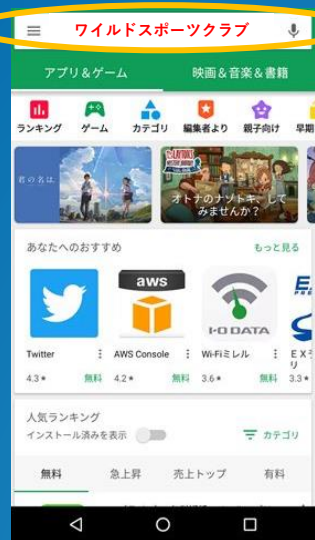 ワイルドスポーツクラブ
アプリ＆ゲーム
映画＆音楽＆書籍
ランキング
ゲーム
カテゴリ
編集者より
親子向け
早期
君の名は
LAYTON'S
MYSTERY JOURNEY
オトナのナゾトキ、して
みませんか？
あなたへのおすすめ
もっと見る
aws
I-O DATA
Twitter
AWS Console
Wi-Fiミレル
EX
リ
4.3★ 無料
4.2★ 無料
3.6★ 無料
3.3★
人気ランキング
インストール済みを表示
カテゴリ
無料
急上昇
売上トップ
有料